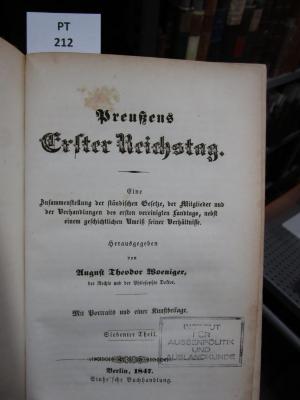 PT
212
Preußens
Erster Reichstag.
Eine
Zusammenstellung der ständischen Gesetze, der Mitglieder und
der Verhandlungen des ersten vereinigten Landtags, nebst
einem geschichtlichen Umriß seiner Verhältnisse.
Herausgegeben
von
August Theodor Woeniger,
der Rechte und der Philosophie Doktor.
Mit Portraits und einer Kunstbeilage.
Siebenter Theil.
Berlin, 1847.
Stuhr'sche Buchhandlung.
INSTITUT
FÜR
AUSSENPOLITIK
UND
AUSLANDKUNDE